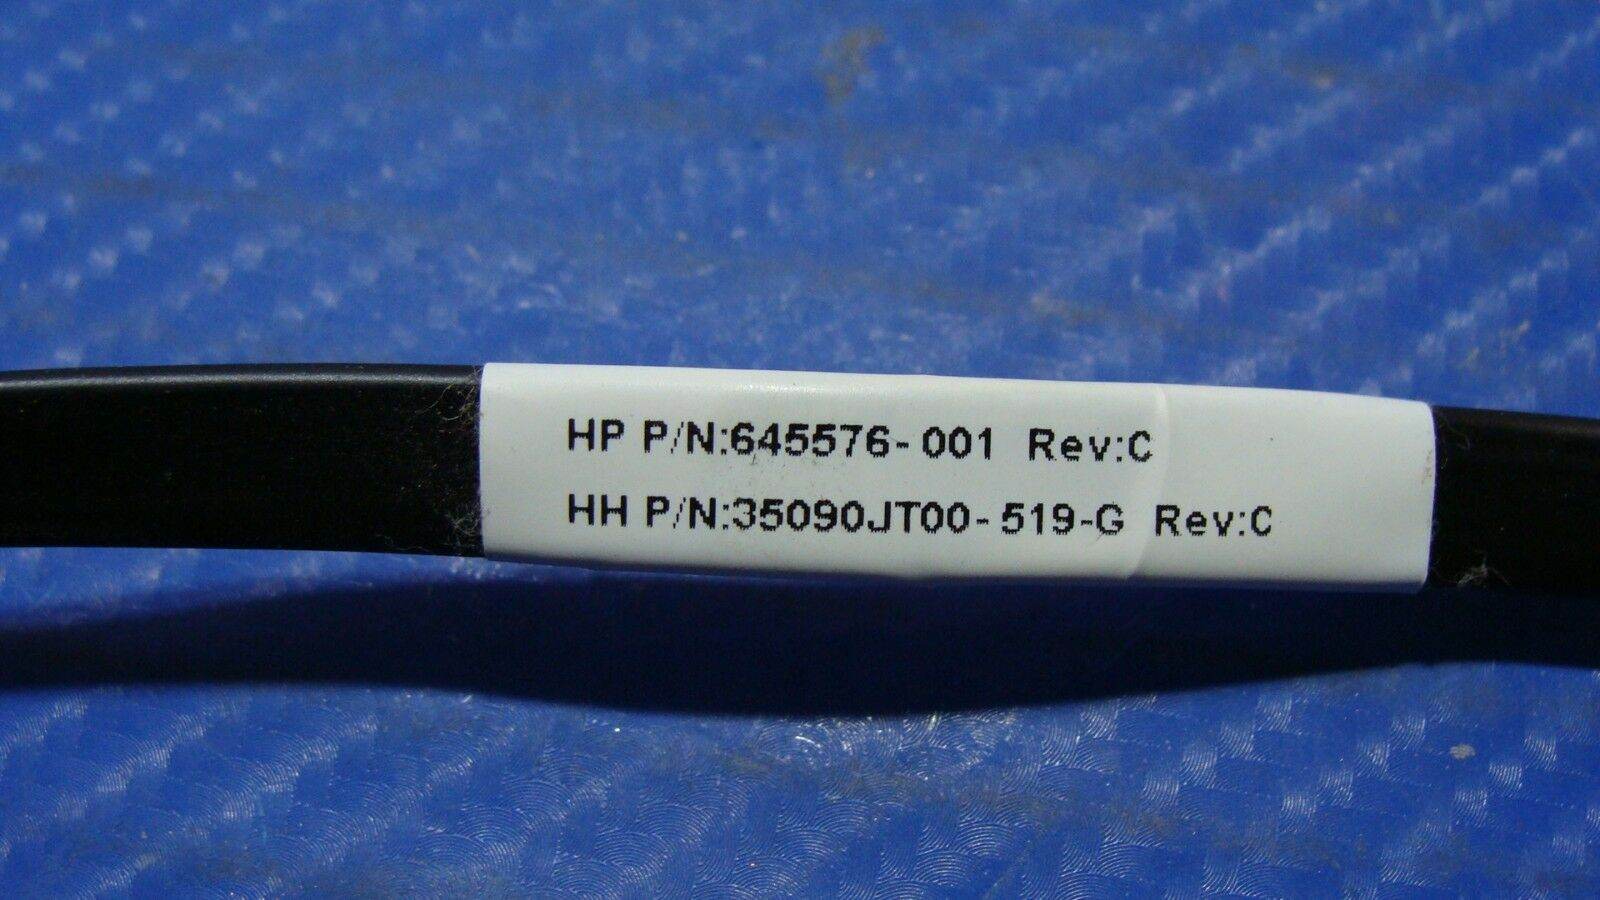 HP P/N:645576-001 Rev:C
HH P/N:35090JT00-519-G Rev:C